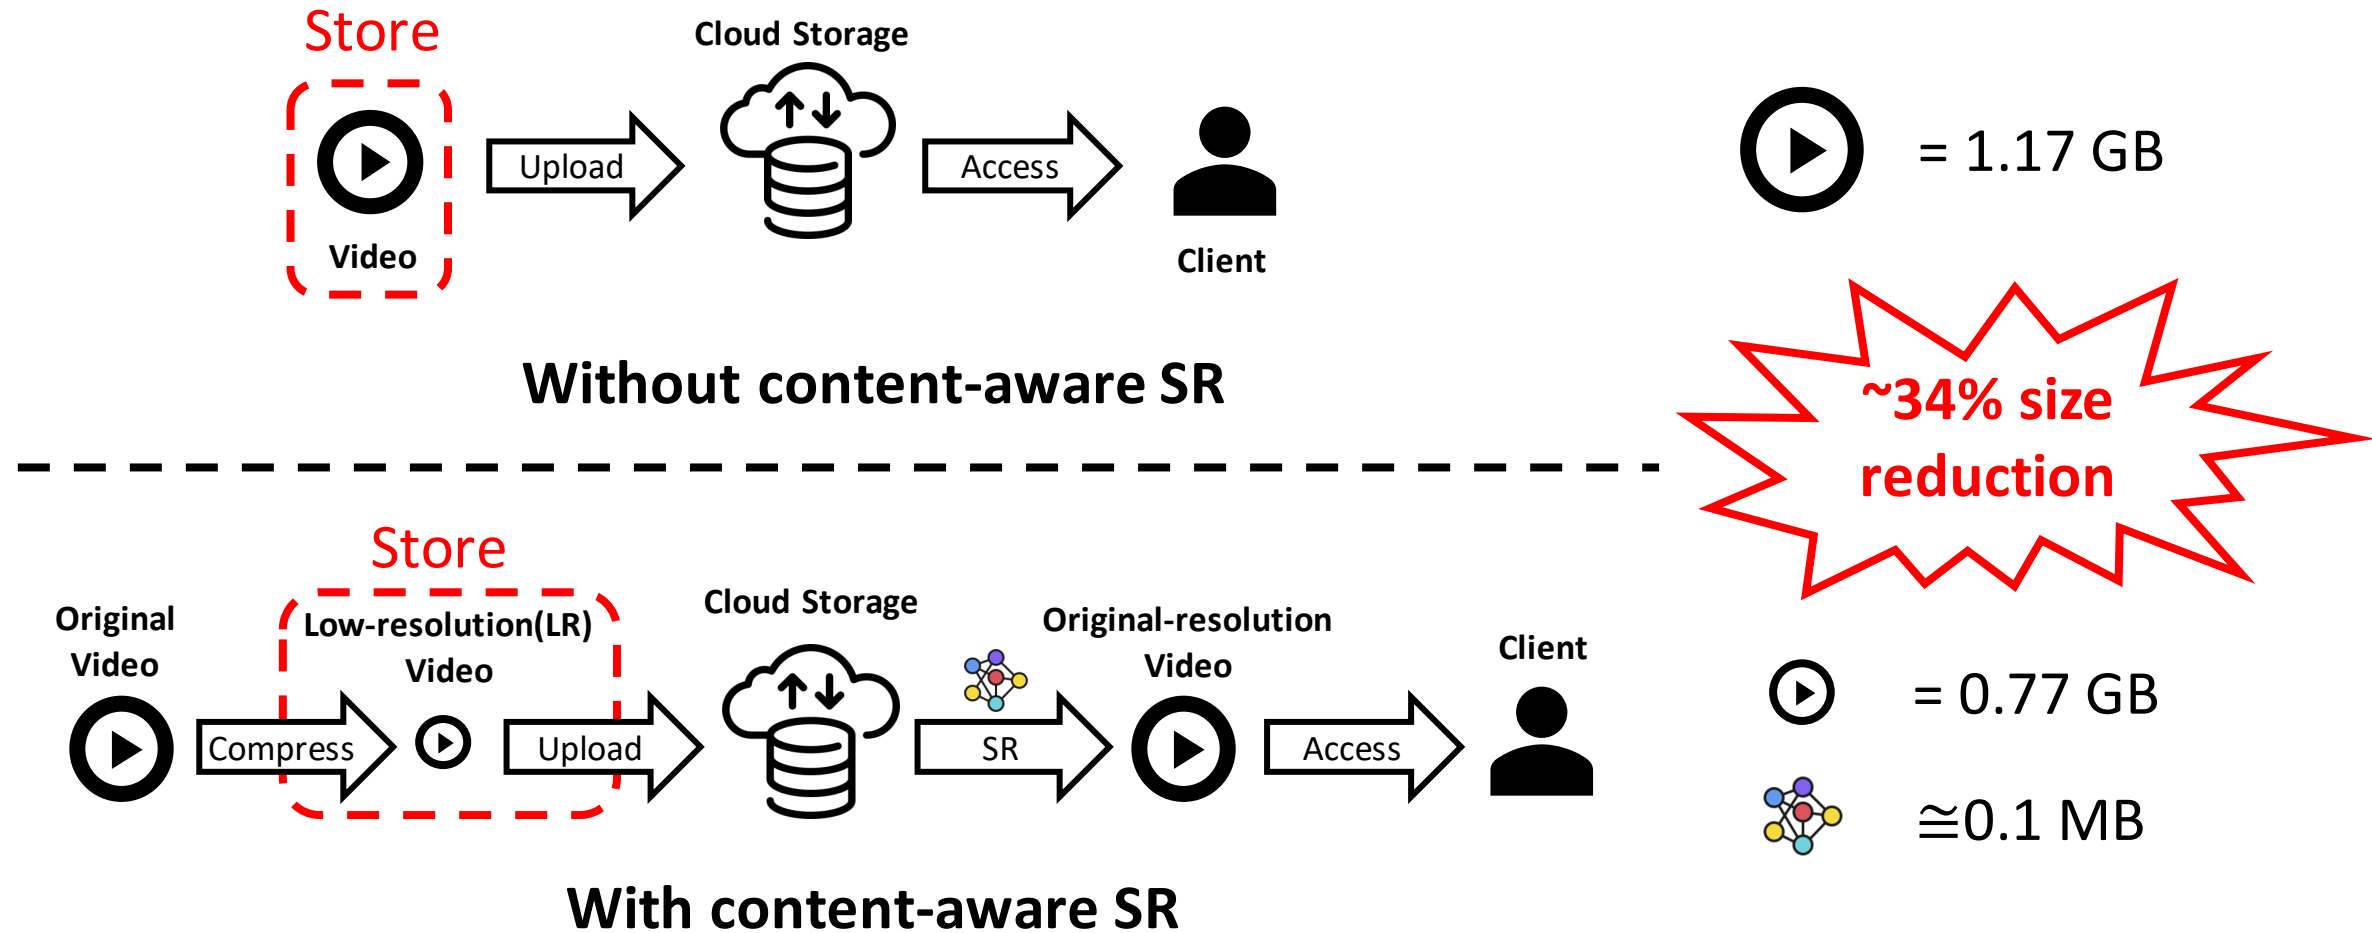 Store
Cloud Storage
Upload
Access
Video
Client
= 1.17 GB
Without content-aware SR
~34% size
reduction
Store
Original
Video
Low-resolution(LR)
Video
Cloud Storage
Original-resolution
Video
Client
Compress
Upload
SR
Access
= 0.77 GB
≅0.1 MB
With content-aware SR